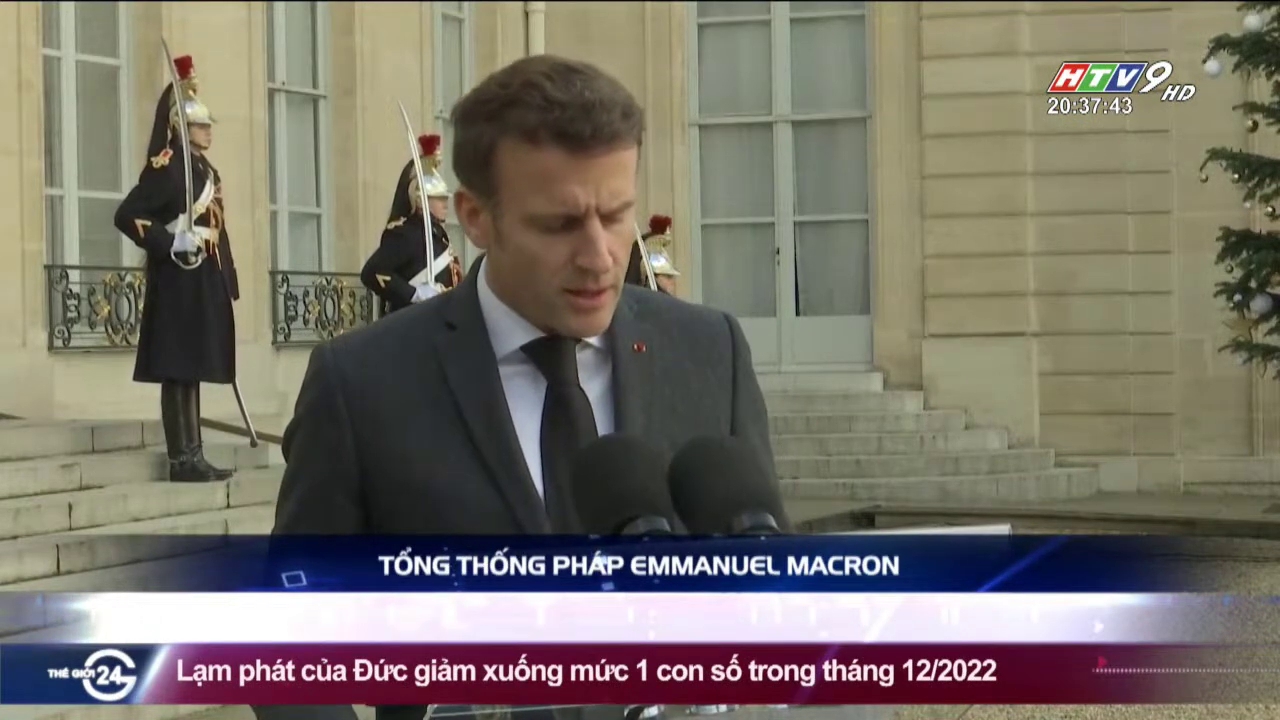 HTV9 HD
20:37:43
TỔNG THỐNG PHÁP EMMANUEL MACRON
THẾ GIỚI 24G
Lạm phát của Đức giảm xuống mức 1 con số trong tháng 12/2022